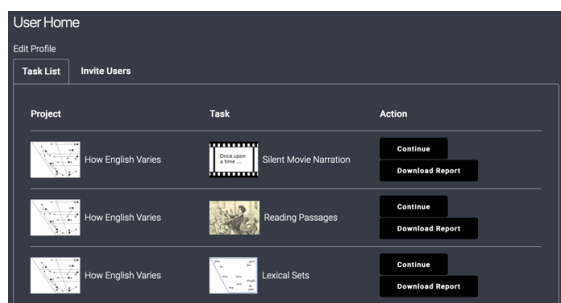 User Home
Edit Profile
Task List Invite Users
Project Task Action
How English Varies Once upon a time ... Silent Movie Narration Continue
Download Report
How English Varies Reading Passages Continue
Download Report
How English Varies Lexical Sets Continue
Download Report